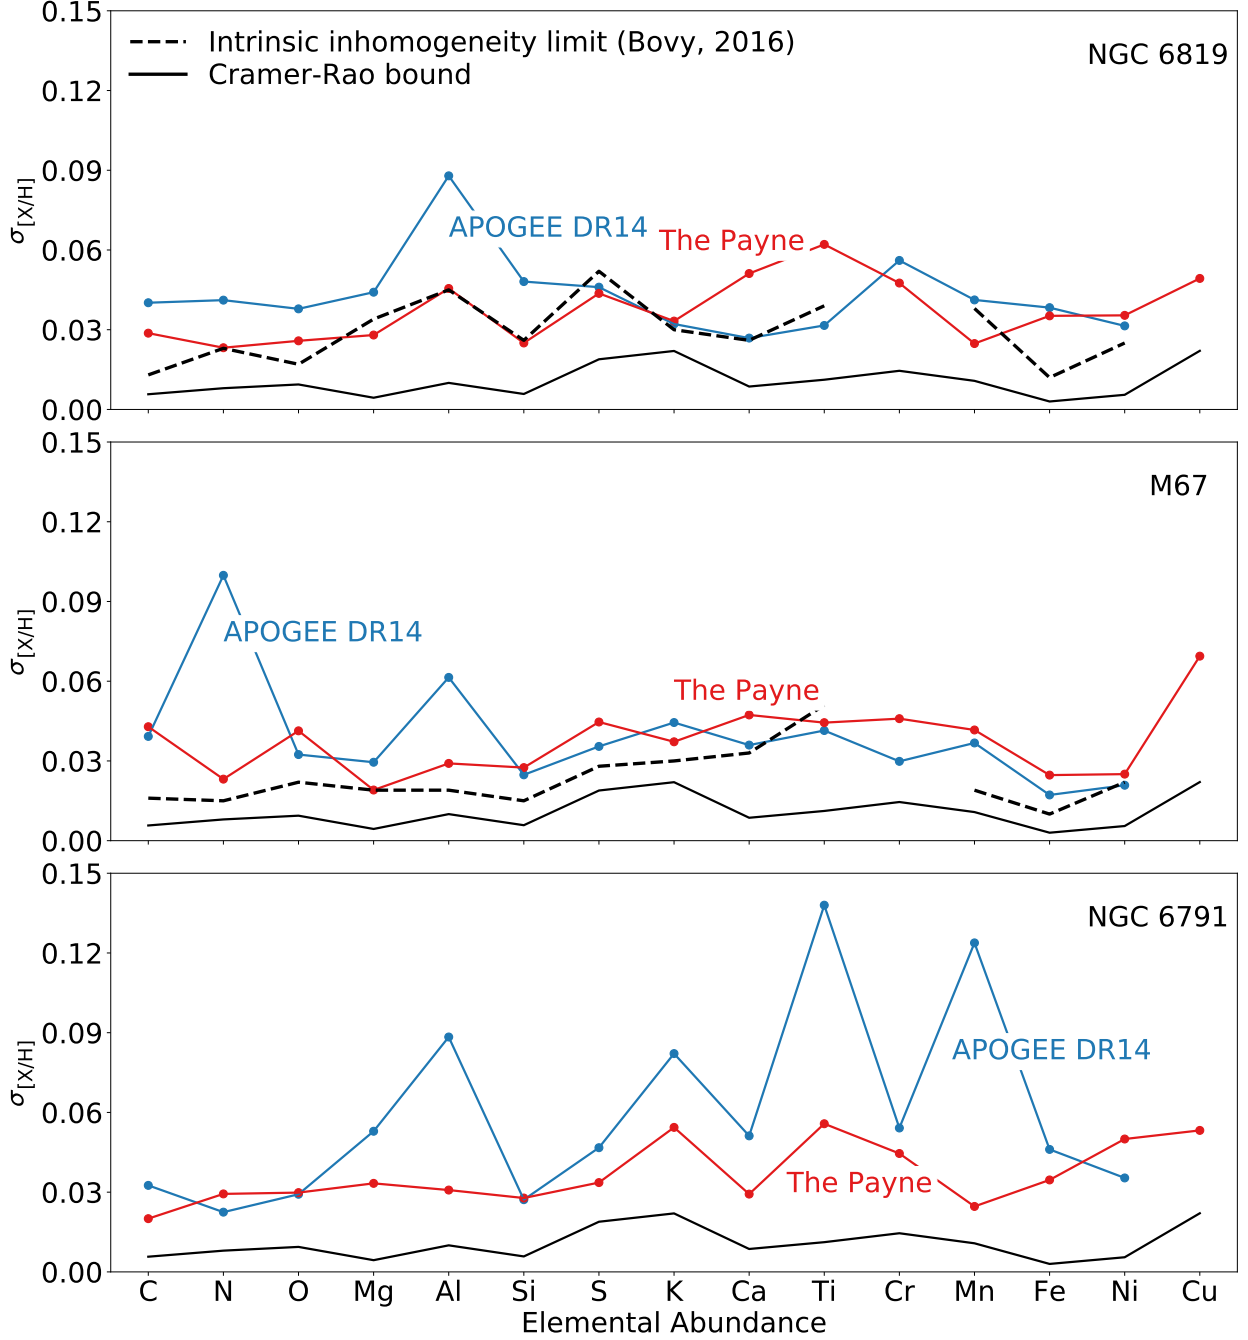 0.15
Intrinsic inhomogeneity limit (Bovy, 2016)
Cramer-Rao bound
NGC 6819
0.12
0.09
0.06
0.03
0.00
σ[X/H]
APOGEE DR14
The Payne
0.15
M67
0.12
0.09
0.06
0.03
0.00
σ[X/H]
APOGEE DR14
The Payne
0.15
NGC 6791
0.12
0.09
0.06
0.03
0.00
σ[X/H]
APOGEE DR14
The Payne
C N O Mg Al Si S K Ca Ti Cr Mn Fe Ni Cu
Elemental Abundance